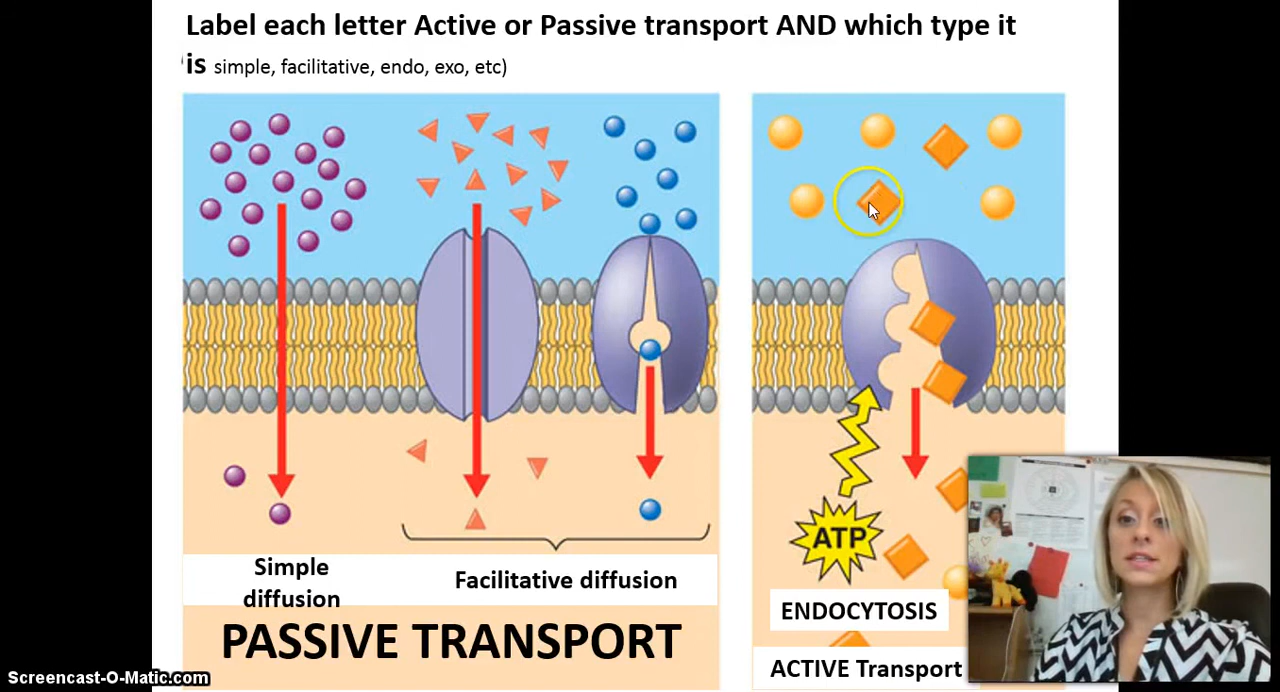 Label each letter Active or Passive transport AND which type it
is simple, facilitative, endo, exo, etc)
ATP
Simple
diffusion
Facilitative diffusion
ENDOCYTOSIS
PASSIVE TRANSPORT
ACTIVE Transport
Screencast-O-Matic.com